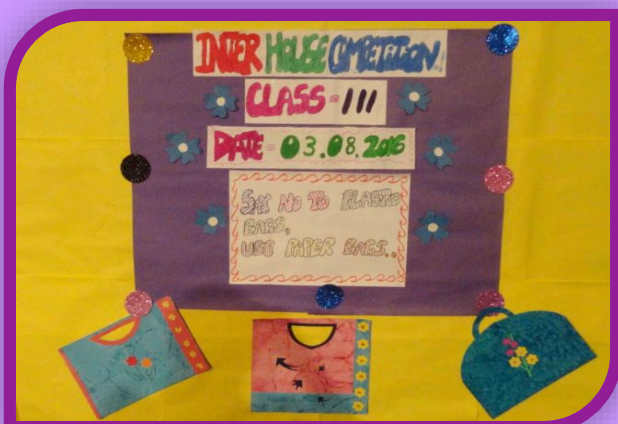 INTER HOUSE COMPETITION
CLASS-III
DATE- 03.08.2016
SAY NO TO PLASTIC
BAGS,
USE PAPER BAGS..